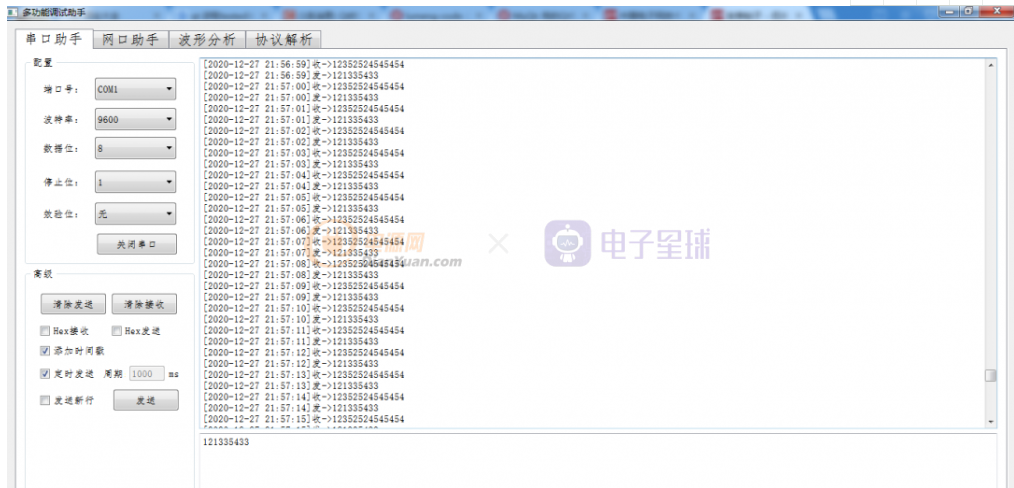 多功能调试助手
串口助手 网口助手 波形分析 协议解析
配置
端口号： COM1
波特率： 9600
数据位： 8
停止位： 1
效验位： 无
关闭串口
高级
清除发送 清除接收
Hex接收 Hex发送
添加时间戳
定时发送 周期 1000 ms
发送新行 发送
[2020-12-27 21:56:59]收->12352524545454
[2020-12-27 21:56:59]发->121335433
[2020-12-27 21:57:00]收->12352524545454
[2020-12-27 21:57:00]发->121335433
[2020-12-27 21:57:01]收->12352524545454
[2020-12-27 21:57:01]发->121335433
[2020-12-27 21:57:02]收->12352524545454
[2020-12-27 21:57:02]发->121335433
[2020-12-27 21:57:03]收->12352524545454
[2020-12-27 21:57:03]发->121335433
[2020-12-27 21:57:04]收->12352524545454
[2020-12-27 21:57:04]发->121335433
[2020-12-27 21:57:05]收->12352524545454
[2020-12-27 21:57:05]发->121335433
[2020-12-27 21:57:06]收->12352524545454
[2020-12-27 21:57:06]发->121335433
[2020-12-27 21:57:07]收->12352524545454
[2020-12-27 21:57:07]发->121335433
[2020-12-27 21:57:08]收->12352524545454
[2020-12-27 21:57:08]发->121335433
[2020-12-27 21:57:09]收->12352524545454
[2020-12-27 21:57:09]发->121335433
[2020-12-27 21:57:10]收->12352524545454
[2020-12-27 21:57:10]发->121335433
[2020-12-27 21:57:11]收->12352524545454
[2020-12-27 21:57:11]发->121335433
[2020-12-27 21:57:12]收->12352524545454
[2020-12-27 21:57:12]发->121335433
[2020-12-27 21:57:13]收->12352524545454
[2020-12-27 21:57:13]发->121335433
[2020-12-27 21:57:14]收->12352524545454
[2020-12-27 21:57:14]发->121335433
[2020-12-27 21:57:15]收->12352524545454
121335433
电子星球